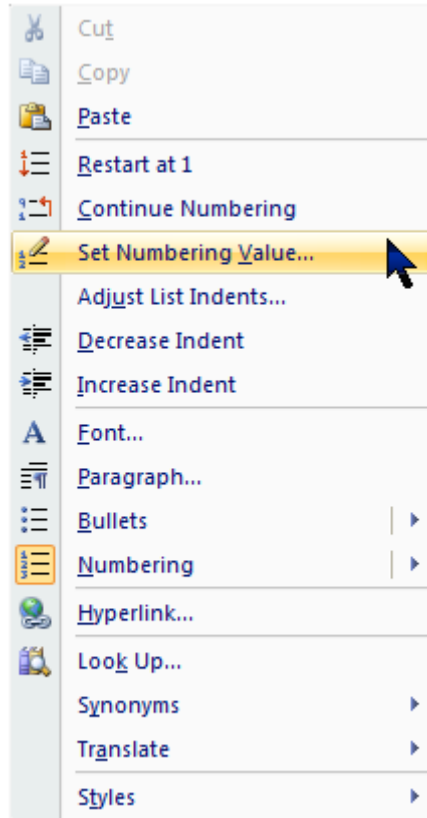 Cut
Copy
Paste
Restart at 1
Continue Numbering
Set Numbering Value...
Adjust List Indents...
Decrease Indent
Increase Indent
Font...
Paragraph...
Bullets
Numbering
Hyperlink...
Look Up...
Synonyms
Translate
Styles